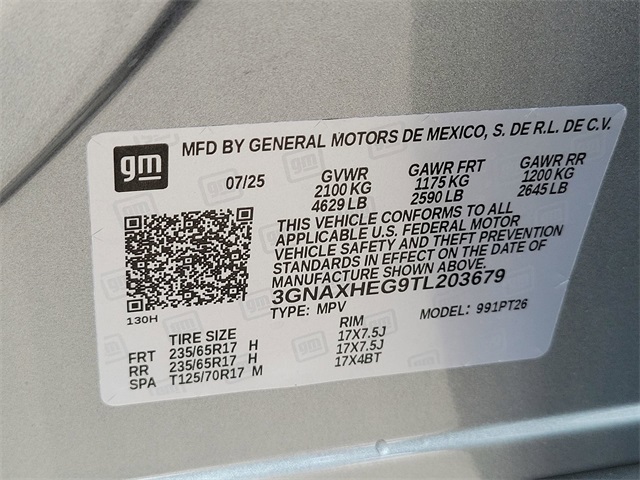 gm
MFD BY GENERAL MOTORS DE MEXICO, S. DE R.L. DE C.V.
07/25 GVWR GAWR FRT GAWR RR
2100 KG 1175 KG 1200 KG
4629 LB 2590 LB 2645 LB
THIS VEHICLE CONFORMS TO ALL
APPLICABLE U.S. FEDERAL MOTOR
VEHICLE SAFETY AND THEFT PREVENTION
STANDARDS IN EFFECT ON THE DATE OF
MANUFACTURE SHOWN ABOVE.
3GNAXHEG9TL203679
130H TYPE: MPV MODEL: 991PT26
TIRE SIZE RIM
FRT 235/65R17 H 17X7.5J
RR 235/65R17 H 17X7.5J
SPA T125/70R17 M 17X4BT